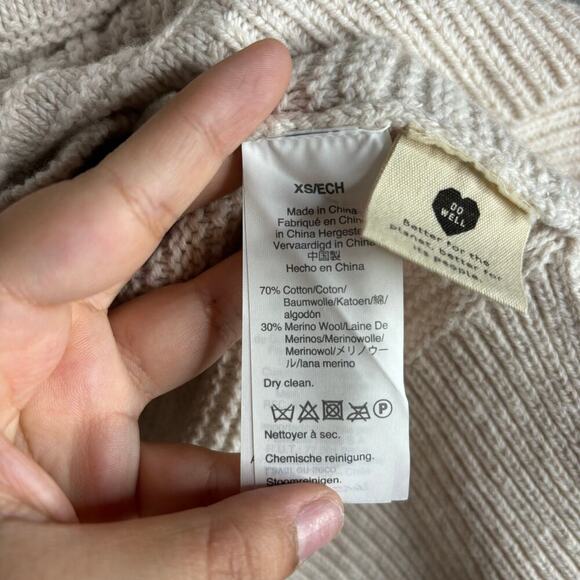 XS/ECH
Made in China
Fabriqué en China
in China Hergeste
Vervaardigd in China
中国製
Hecho en China
70% Cotton/Coton/
Baumwolle/Katoen/綿/
algodón
30% Merino Wool/Laine De
Merinos/Merinowolle/
Merinowol/メリノウー
ル/lana merino
Dry clean.
P
Nettoyer à sec.
Chemische reinigung.
Stoomreinigen.
DO
WELL
Better for the
planet, better for
its people.